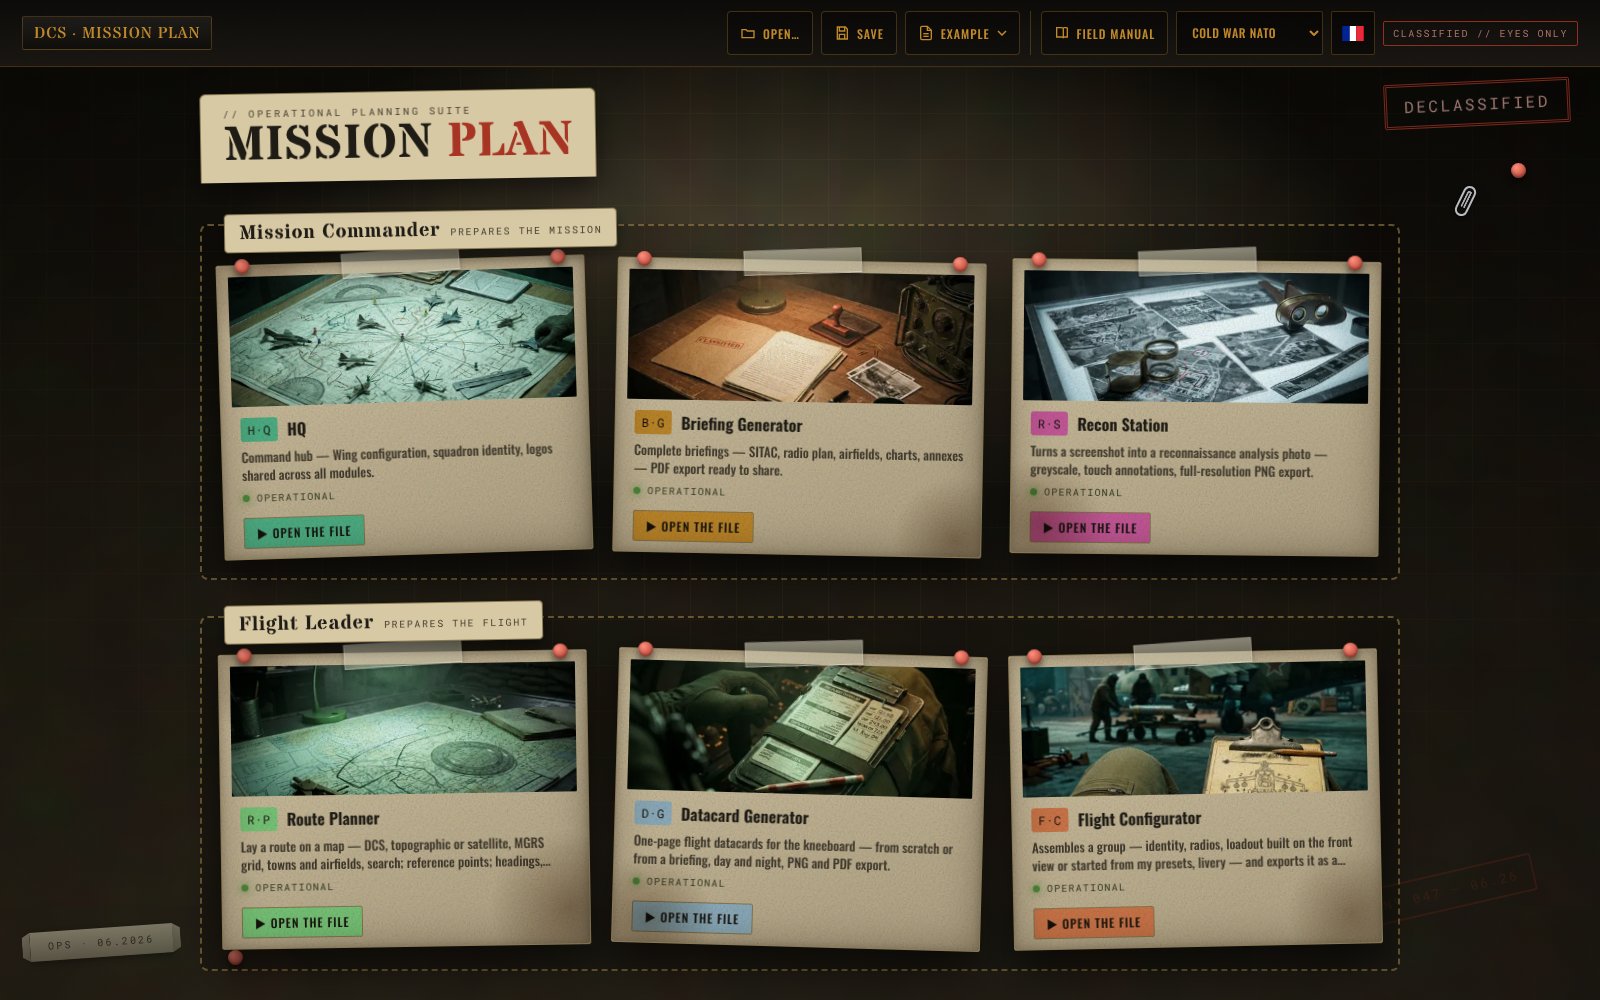 DCS · MISSION PLAN
OPEN…
SAVE
EXAMPLE
FIELD MANUAL
COLD WAR NATO
CLASSIFIED // EYES ONLY
DECLASSIFIED
// OPERATIONAL PLANNING SUITE
MISSION PLAN
Mission Commander PREPARES THE MISSION
H·Q HQ
Command hub — Wing configuration, squadron identity, logos
shared across all modules.
OPERATIONAL
▶ OPEN THE FILE
CLASSIFIED
B·G Briefing Generator
Complete briefings — SITAC, radio plan, airfields, charts, annexes
— PDF export ready to share.
OPERATIONAL
▶ OPEN THE FILE
R·S Recon Station
Turns a screenshot into a reconnaissance analysis photo —
greyscale, touch annotations, full-resolution PNG export.
OPERATIONAL
▶ OPEN THE FILE
Flight Leader PREPARES THE FLIGHT
R·P Route Planner
Lay a route on a map — DCS, topographic or satellite, MGRS
grid, towns and airfields, search; reference points; headings,…
OPERATIONAL
▶ OPEN THE FILE
D·G Datacard Generator
One-page flight datacards for the kneeboard — from scratch or
from a briefing, day and night, PNG and PDF export.
OPERATIONAL
▶ OPEN THE FILE
F·C Flight Configurator
Assembles a group — identity, radios, loadout built on the front
view or started from my presets, livery — and exports it as a…
OPERATIONAL
▶ OPEN THE FILE
OPS · 06.2026
047 — 06.26